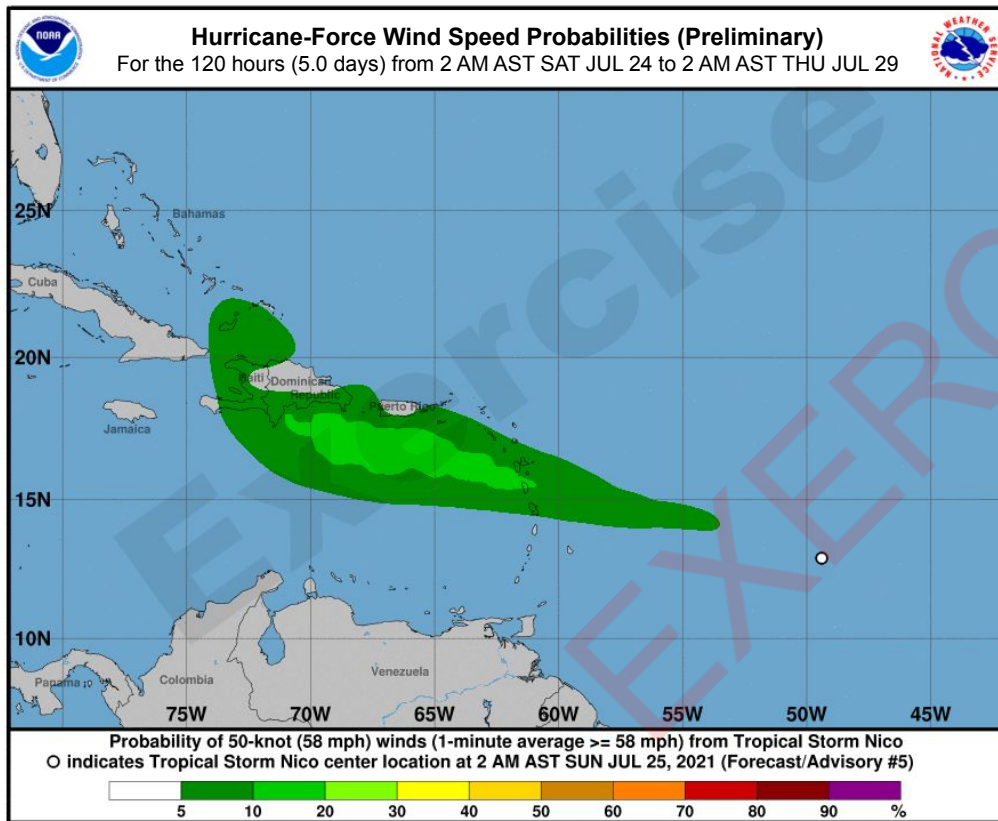 Hurricane-Force Wind Speed Probabilities (Preliminary)
For the 120 hours (5.0 days) from 2 AM AST SAT JUL 24 to 2 AM AST THU JUL 29
NOAA
NATIONAL WEATHER SERVICE
25N
Bahamas
Cuba
20N
Haiti
Dominican
Republic
Puerto Rico
Jamaica
15N
10N
Panama
Colombia
Venezuela
75W 70W 65W 60W 55W 50W 45W
Exercise
EXERC
Probability of 50-knot (58 mph) winds (1-minute average >= 58 mph) from Tropical Storm Nico
O indicates Tropical Storm Nico center location at 2 AM AST SUN JUL 25, 2021 (Forecast/Advisory #5)
5 10 20 30 40 50 60 70 80 90 %